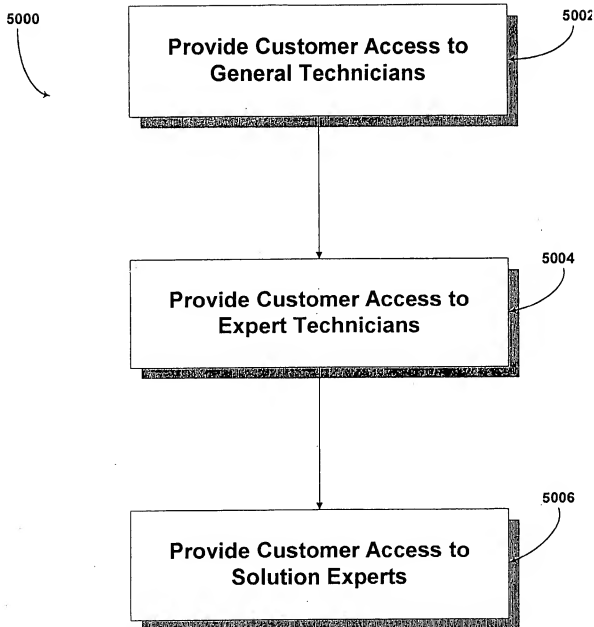 5000
5002
Provide Customer Access to
General Technicians
5004
Provide Customer Access to
Expert Technicians
5006
Provide Customer Access to
Solution Experts